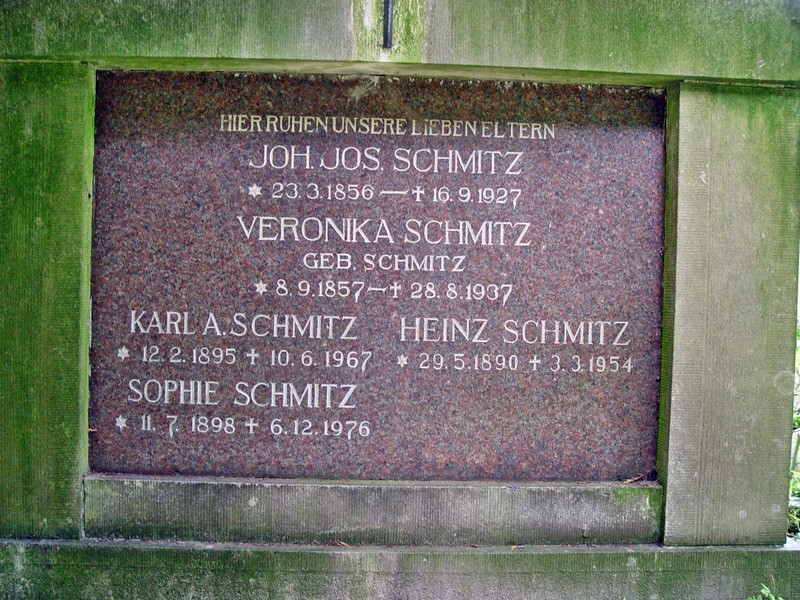 HIER RUHEN UNSERE LIEBEN ELTERN
JOH. JOS. SCHMITZ
* 23.3.1856 — † 16.9.1927
VERONIKA SCHMITZ
GEB. SCHMITZ
* 8.9.1857 — † 28.8.1937
KARL A. SCHMITZ
* 12.2.1895 † 10.6.1967
HEINZ SCHMITZ
* 29.5.1890 † 3.3.1954
SOPHIE SCHMITZ
* 11.7.1898 † 6.12.1976